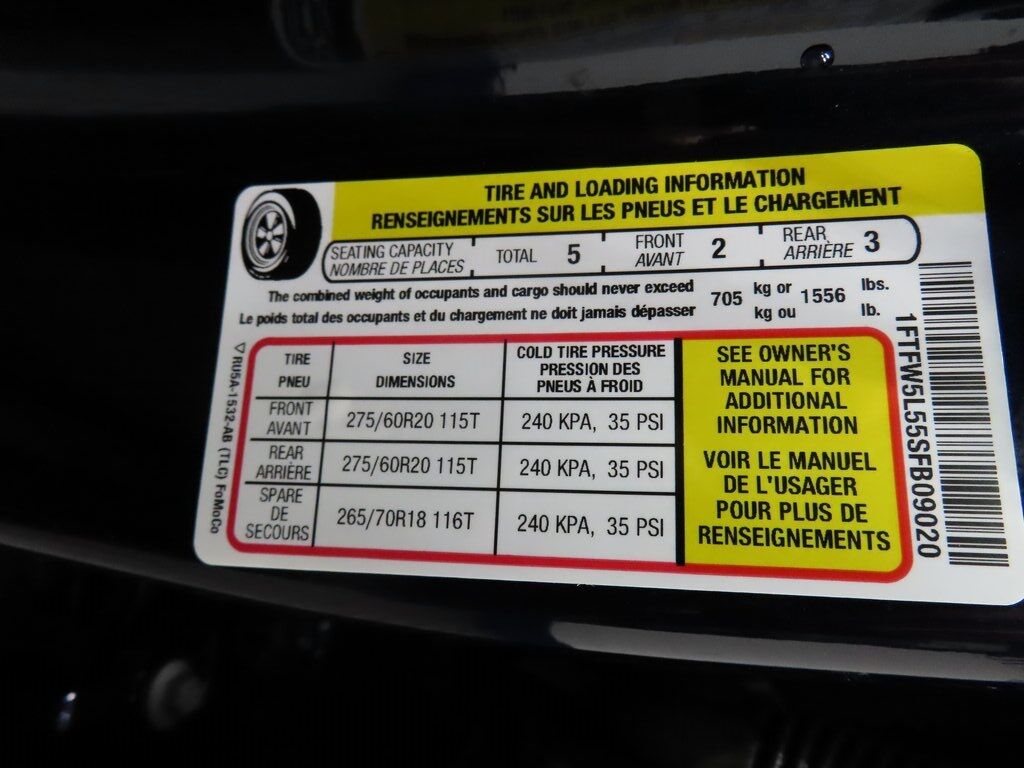 TIRE AND LOADING INFORMATION
RENSEIGNEMENTS SUR LES PNEUS ET LE CHARGEMENT
SEATING CAPACITY
NOMBRE DE PLACES
TOTAL 5
FRONT
AVANT
2
REAR
ARRIÈRE
3
The combined weight of occupants and cargo should never exceed 705 kg or 1556 lbs.
Le poids total des occupants et du chargement ne doit jamais dépasser kg ou lb.
TIRE
PNEU
SIZE
DIMENSIONS
COLD TIRE PRESSURE
PRESSION DES
PNEUS À FROID
FRONT
AVANT
275/60R20 115T
240 KPA, 35 PSI
REAR
ARRIÈRE
275/60R20 115T
240 KPA, 35 PSI
SPARE
DE
SECOURS
265/70R18 116T
240 KPA, 35 PSI
SEE OWNER'S
MANUAL FOR
ADDITIONAL
INFORMATION
VOIR LE MANUEL
DE L'USAGER
POUR PLUS DE
RENSEIGNEMENTS
1FTFW5L55SFB09020
RU5A-1532-AB (TLC) FoMoCo